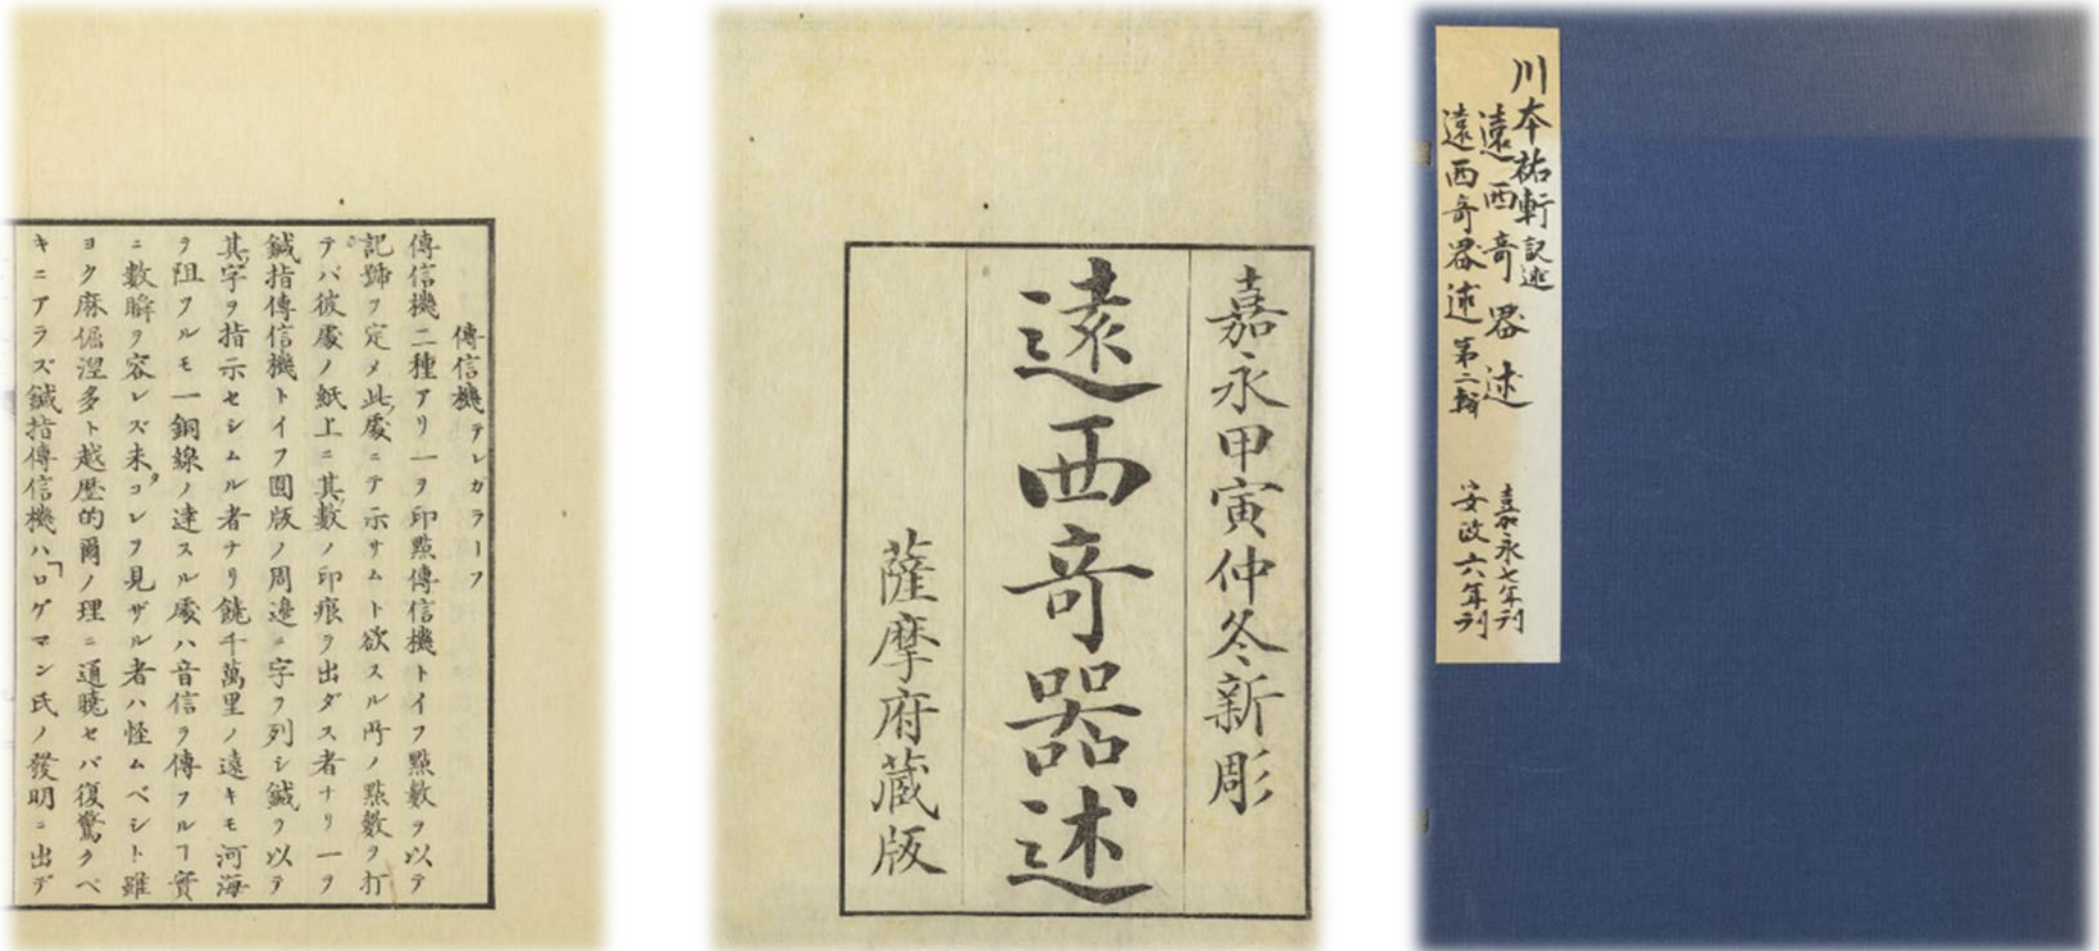 川本祐軒記述
遠西奇器述
嘉永七年刊
遠西奇器述第二輯
安政六年刊
嘉永甲寅仲冬新彫
遠西奇器述
薩摩府蔵版
傳信機テレガラーフ
傳信機二種アリ一ヲ印點傳信機トイフ點數ヲ以テ
記號ヲ定メ此處ニテ示サムト欲スル所ノ點數ヲ打
テバ彼處ノ紙上ニ其數ノ印痕ヲ出ダス者ナリ一ヲ
鍼指傳信機トイフ圓版ノ周邊ニ字ヲ列シ鍼ヲ以テ
其字ヲ指示セシムル者ナリ饒千萬里ノ遠キモ河海
ヲ阻フルモ一銅線ノ達スル處ハ音信ヲ傳フルヿ實
ニ數瞬ヲ容レズ未タコレヲ見ザル者ハ怪ムベシト雖
ヨク麻倔涅多ト越歴的爾ノ理ニ通曉セバ復驚クベ
キニアラズ鍼指傳信機ハ「ロゲマン氏ノ發明ニ出デ